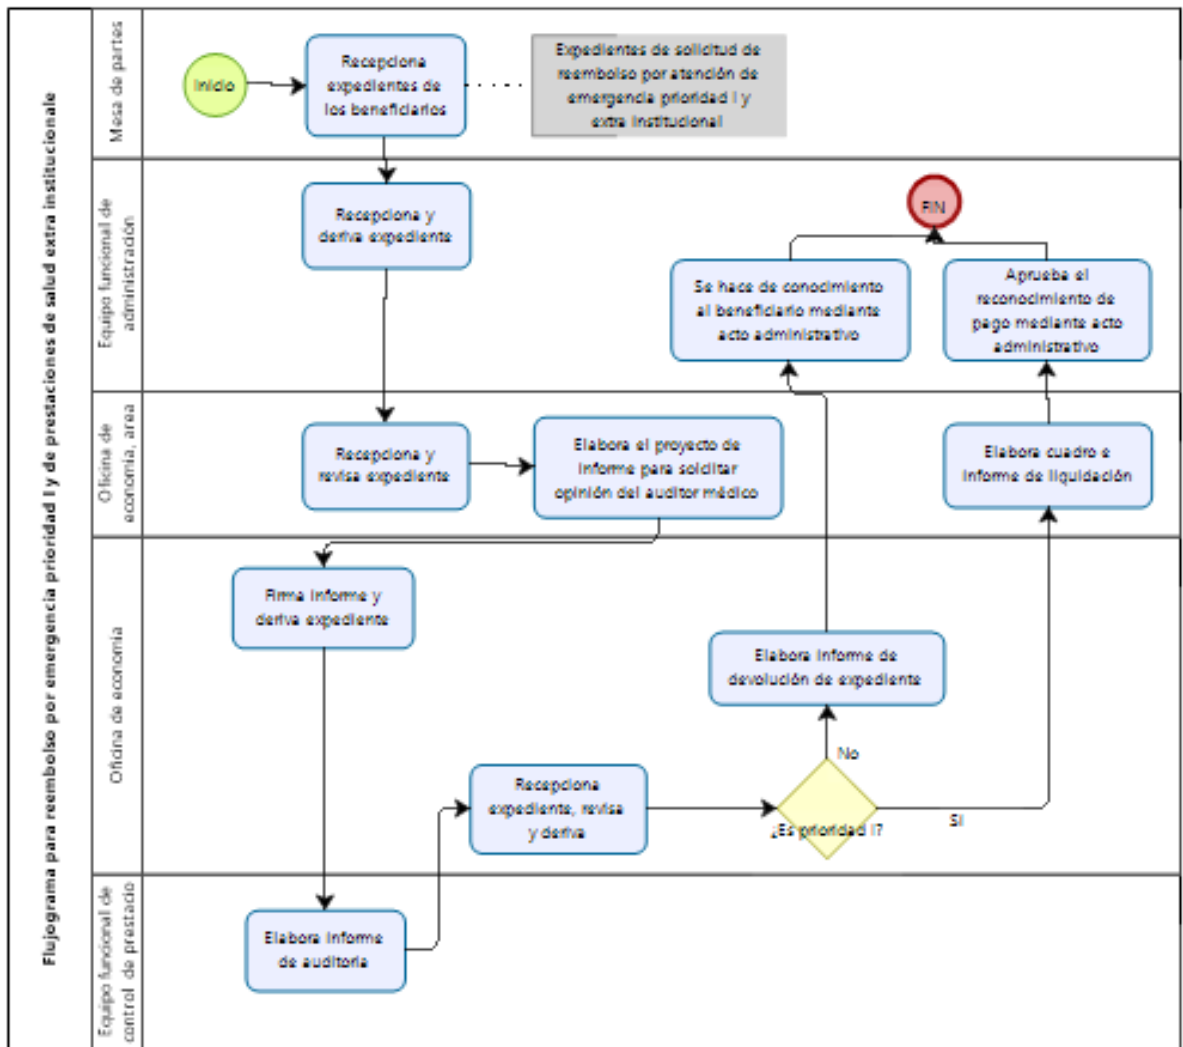 Flujograma para reembolso por emergencia prioridad I y de prestaciones de salud extra institucionale
Mesa de partes
Inicio
Recepciona
expedientes de
los beneficiarios
Expedientes de solicitud de
reembolso por atención de
emergencia prioridad I y
extra institucional
Equipo funcional de
administración
Recepciona y
deriva expediente
FIN
Se hace de conocimiento
al beneficiario mediante
acto administrativo
Aprueba el
reconocimiento de
pago mediante acto
administrativo
Oficina de
economía, area
Recepciona y
revisa expediente
Elabora el proyecto de
informe para solcitar
opinión del auditor médico
Elabora cuadro e
informe de liquidación
Oficina de economía
Firma informe y
deriva expediente
Elabora informe de
devolución de expediente
No
Recepciona
expediente, revisa
y deriva
¿Es prioridad I?
SI
Equipo funcional de
control de prestacio
Elabora informe
de auditoria